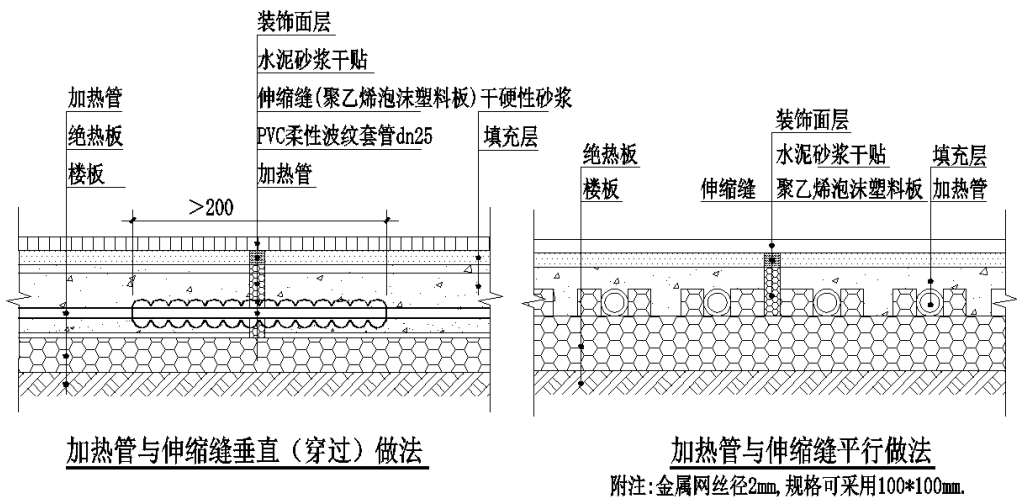 装饰面层
水泥砂浆干贴
加热管
伸缩缝(聚乙烯泡沫塑料板)干硬性砂浆
绝热板
PVC柔性波纹套管dn25
填充层
楼板
加热管
>200
装饰面层
绝热板
水泥砂浆干贴
填充层
楼板
伸缩缝
聚乙烯泡沫塑料板
加热管
加热管与伸缩缝垂直(穿过)做法
加热管与伸缩缝平行做法
附注:金属网丝径2mm,规格可采用100*100mm.